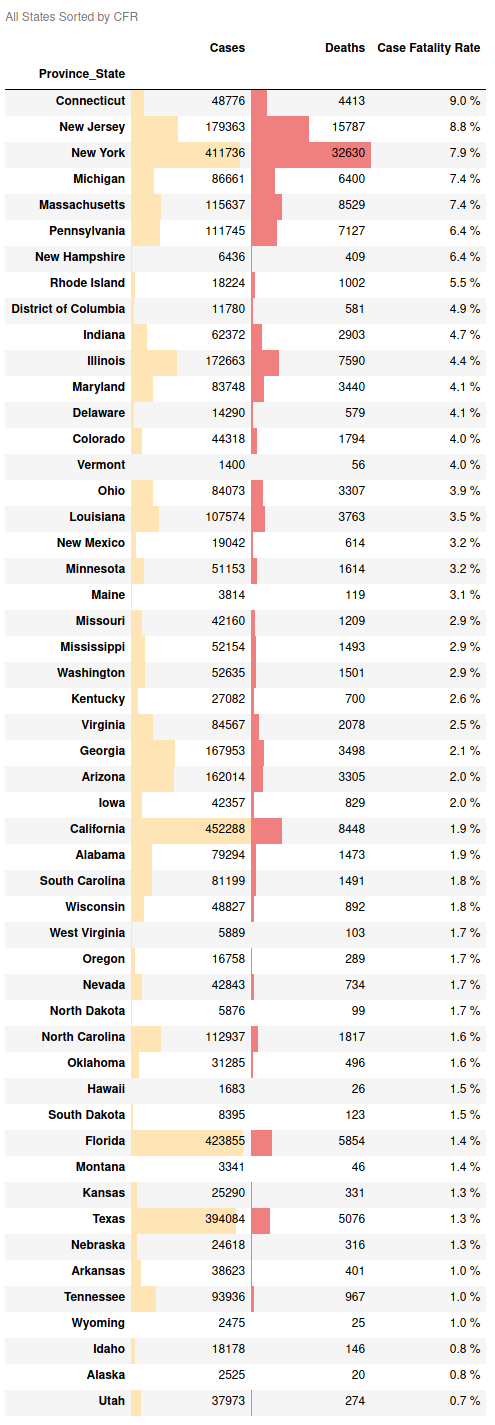 All States Sorted by CFR
Cases Deaths Case Fatality Rate
Province_State
Connecticut 48776 4413 9.0 %
New Jersey 179363 15787 8.8 %
New York 411736 32630 7.9 %
Michigan 86661 6400 7.4 %
Massachusetts 115637 8529 7.4 %
Pennsylvania 111745 7127 6.4 %
New Hampshire 6436 409 6.4 %
Rhode Island 18224 1002 5.5 %
District of Columbia 11780 581 4.9 %
Indiana 62372 2903 4.7 %
Illinois 172663 7590 4.4 %
Maryland 83748 3440 4.1 %
Delaware 14290 579 4.1 %
Colorado 44318 1794 4.0 %
Vermont 1400 56 4.0 %
Ohio 84073 3307 3.9 %
Louisiana 107574 3763 3.5 %
New Mexico 19042 614 3.2 %
Minnesota 51153 1614 3.2 %
Maine 3814 119 3.1 %
Missouri 42160 1209 2.9 %
Mississippi 52154 1493 2.9 %
Washington 52635 1501 2.9 %
Kentucky 27082 700 2.6 %
Virginia 84567 2078 2.5 %
Georgia 167953 3498 2.1 %
Arizona 162014 3305 2.0 %
Iowa 42357 829 2.0 %
California 452288 8448 1.9 %
Alabama 79294 1473 1.9 %
South Carolina 81199 1491 1.8 %
Wisconsin 48827 892 1.8 %
West Virginia 5889 103 1.7 %
Oregon 16758 289 1.7 %
Nevada 42843 734 1.7 %
North Dakota 5876 99 1.7 %
North Carolina 112937 1817 1.6 %
Oklahoma 31285 496 1.6 %
Hawaii 1683 26 1.5 %
South Dakota 8395 123 1.5 %
Florida 423855 5854 1.4 %
Montana 3341 46 1.4 %
Kansas 25290 331 1.3 %
Texas 394084 5076 1.3 %
Nebraska 24618 316 1.3 %
Arkansas 38623 401 1.0 %
Tennessee 93936 967 1.0 %
Wyoming 2475 25 1.0 %
Idaho 18178 146 0.8 %
Alaska 2525 20 0.8 %
Utah 37973 274 0.7 %